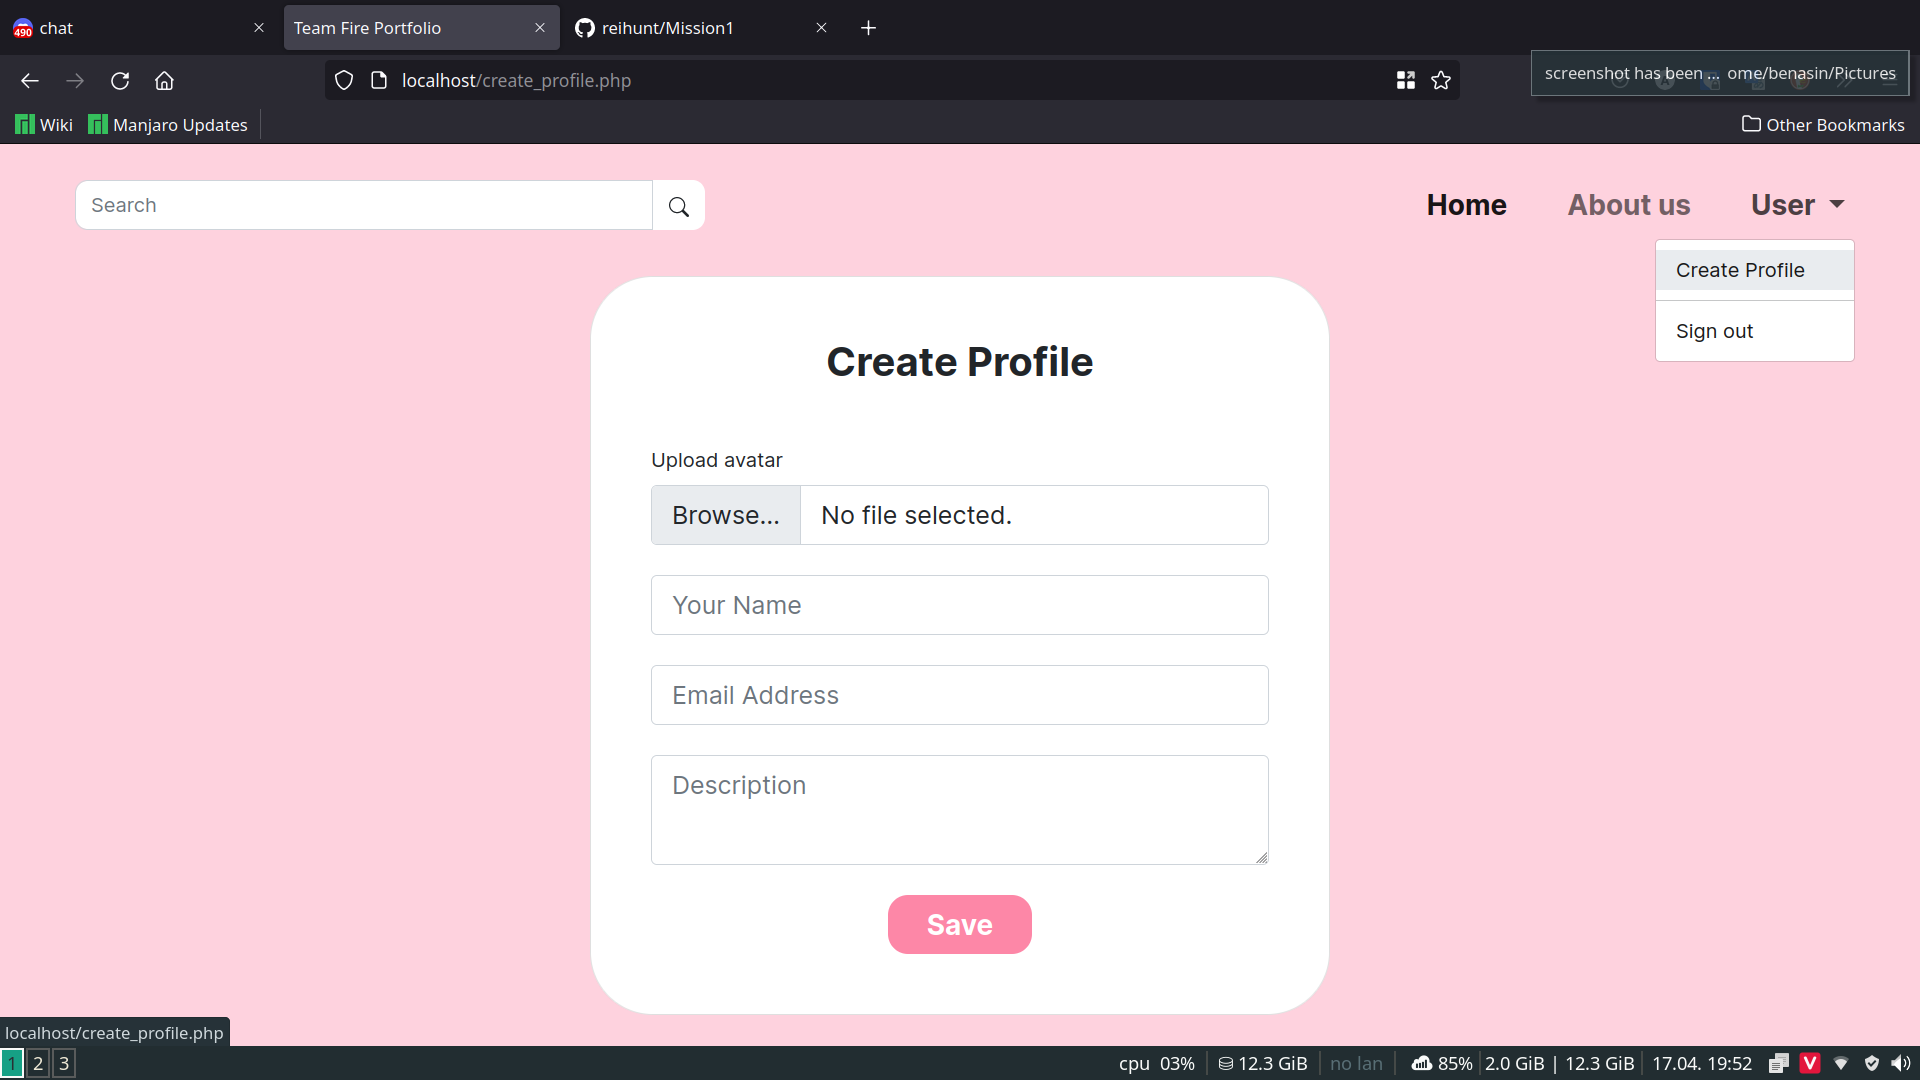 490 chat
Team Fire Portfolio
reihunt/Mission1
localhost/create_profile.php
screenshot has been ... ome/benasin/Pictures
Wiki
Manjaro Updates
Other Bookmarks
Search
Home
About us
User
Create Profile
Sign out
Create Profile
Upload avatar
Browse... No file selected.
Your Name
Email Address
Description
Save
localhost/create_profile.php
1 2 3
cpu 03% 12.3 GiB no lan 85% 2.0 GiB | 12.3 GiB 17.04. 19:52 V